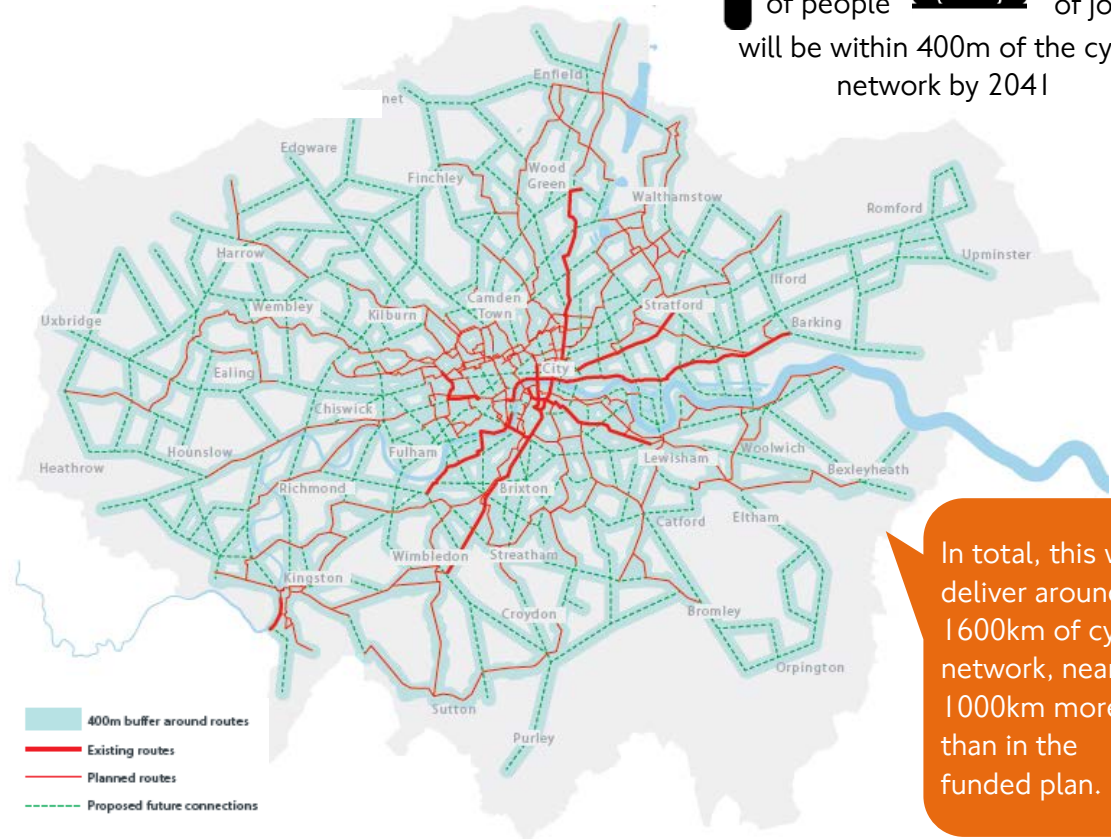 of people of jo
will be within 400m of the cy
network by 2041
Enfield
net
Edgware
Finchley
Wood
Green
Walthamstow
Romford
Harrow
Upminster
Ilford
Camden
Town
Stratford
Wembley
Kilburn
Uxbridge
Barking
City
Ealing
Chiswick
Hounslow
Fulham
Woolwich
Lewisham
Heathrow
Bexleyheath
Richmond
Brixton
Catford
Eltham
Wimbledon
Streatham
Kingston
Croydon
Bromley
Orpington
Sutton
Purley
400m buffer around routes
Existing routes
Planned routes
Proposed future connections
In total, this w
deliver around
1600km of cy
network, near
1000km more
than in the
funded plan.